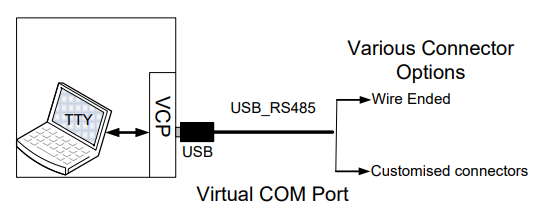 Various Connector
Options
TTY
VCP
USB
USB_RS485
Wire Ended
Customised connectors
Virtual COM Port